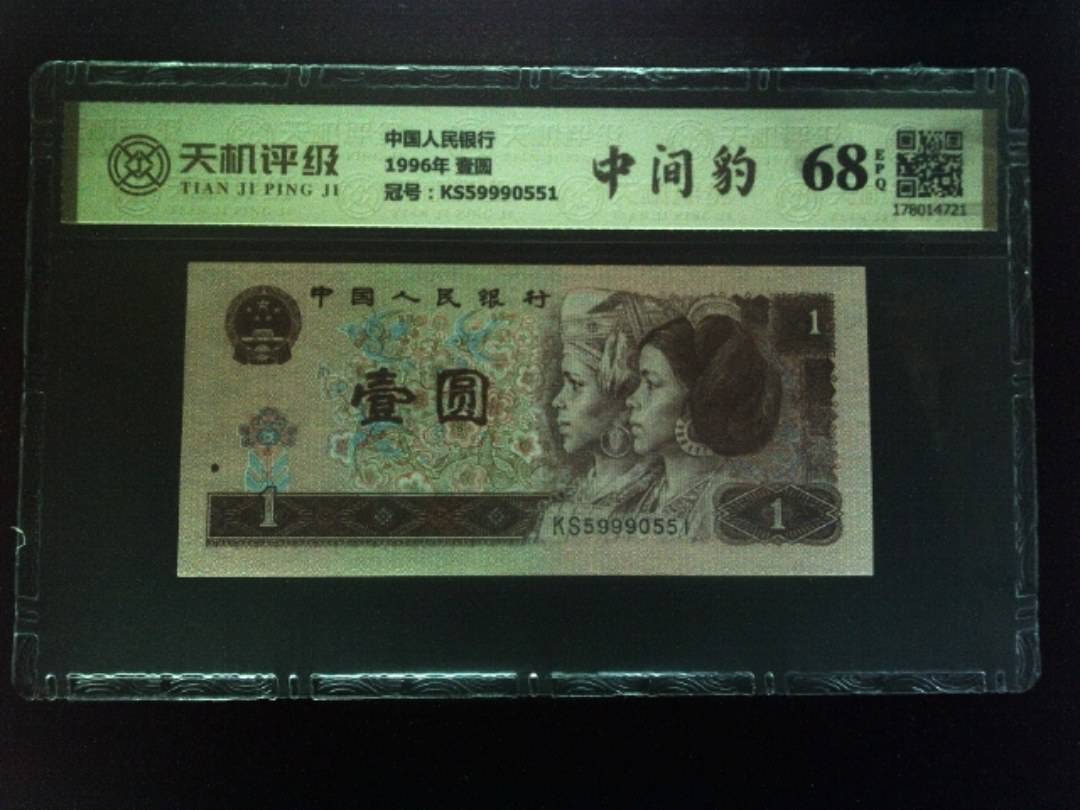 天机评级
TIAN JI PING JI
中国人民银行
1996年 壹圆
冠号：KS59990551
中间豹
68
EPQ
178014721
中国人民银行
1
壹圆
1
KS59990551
1